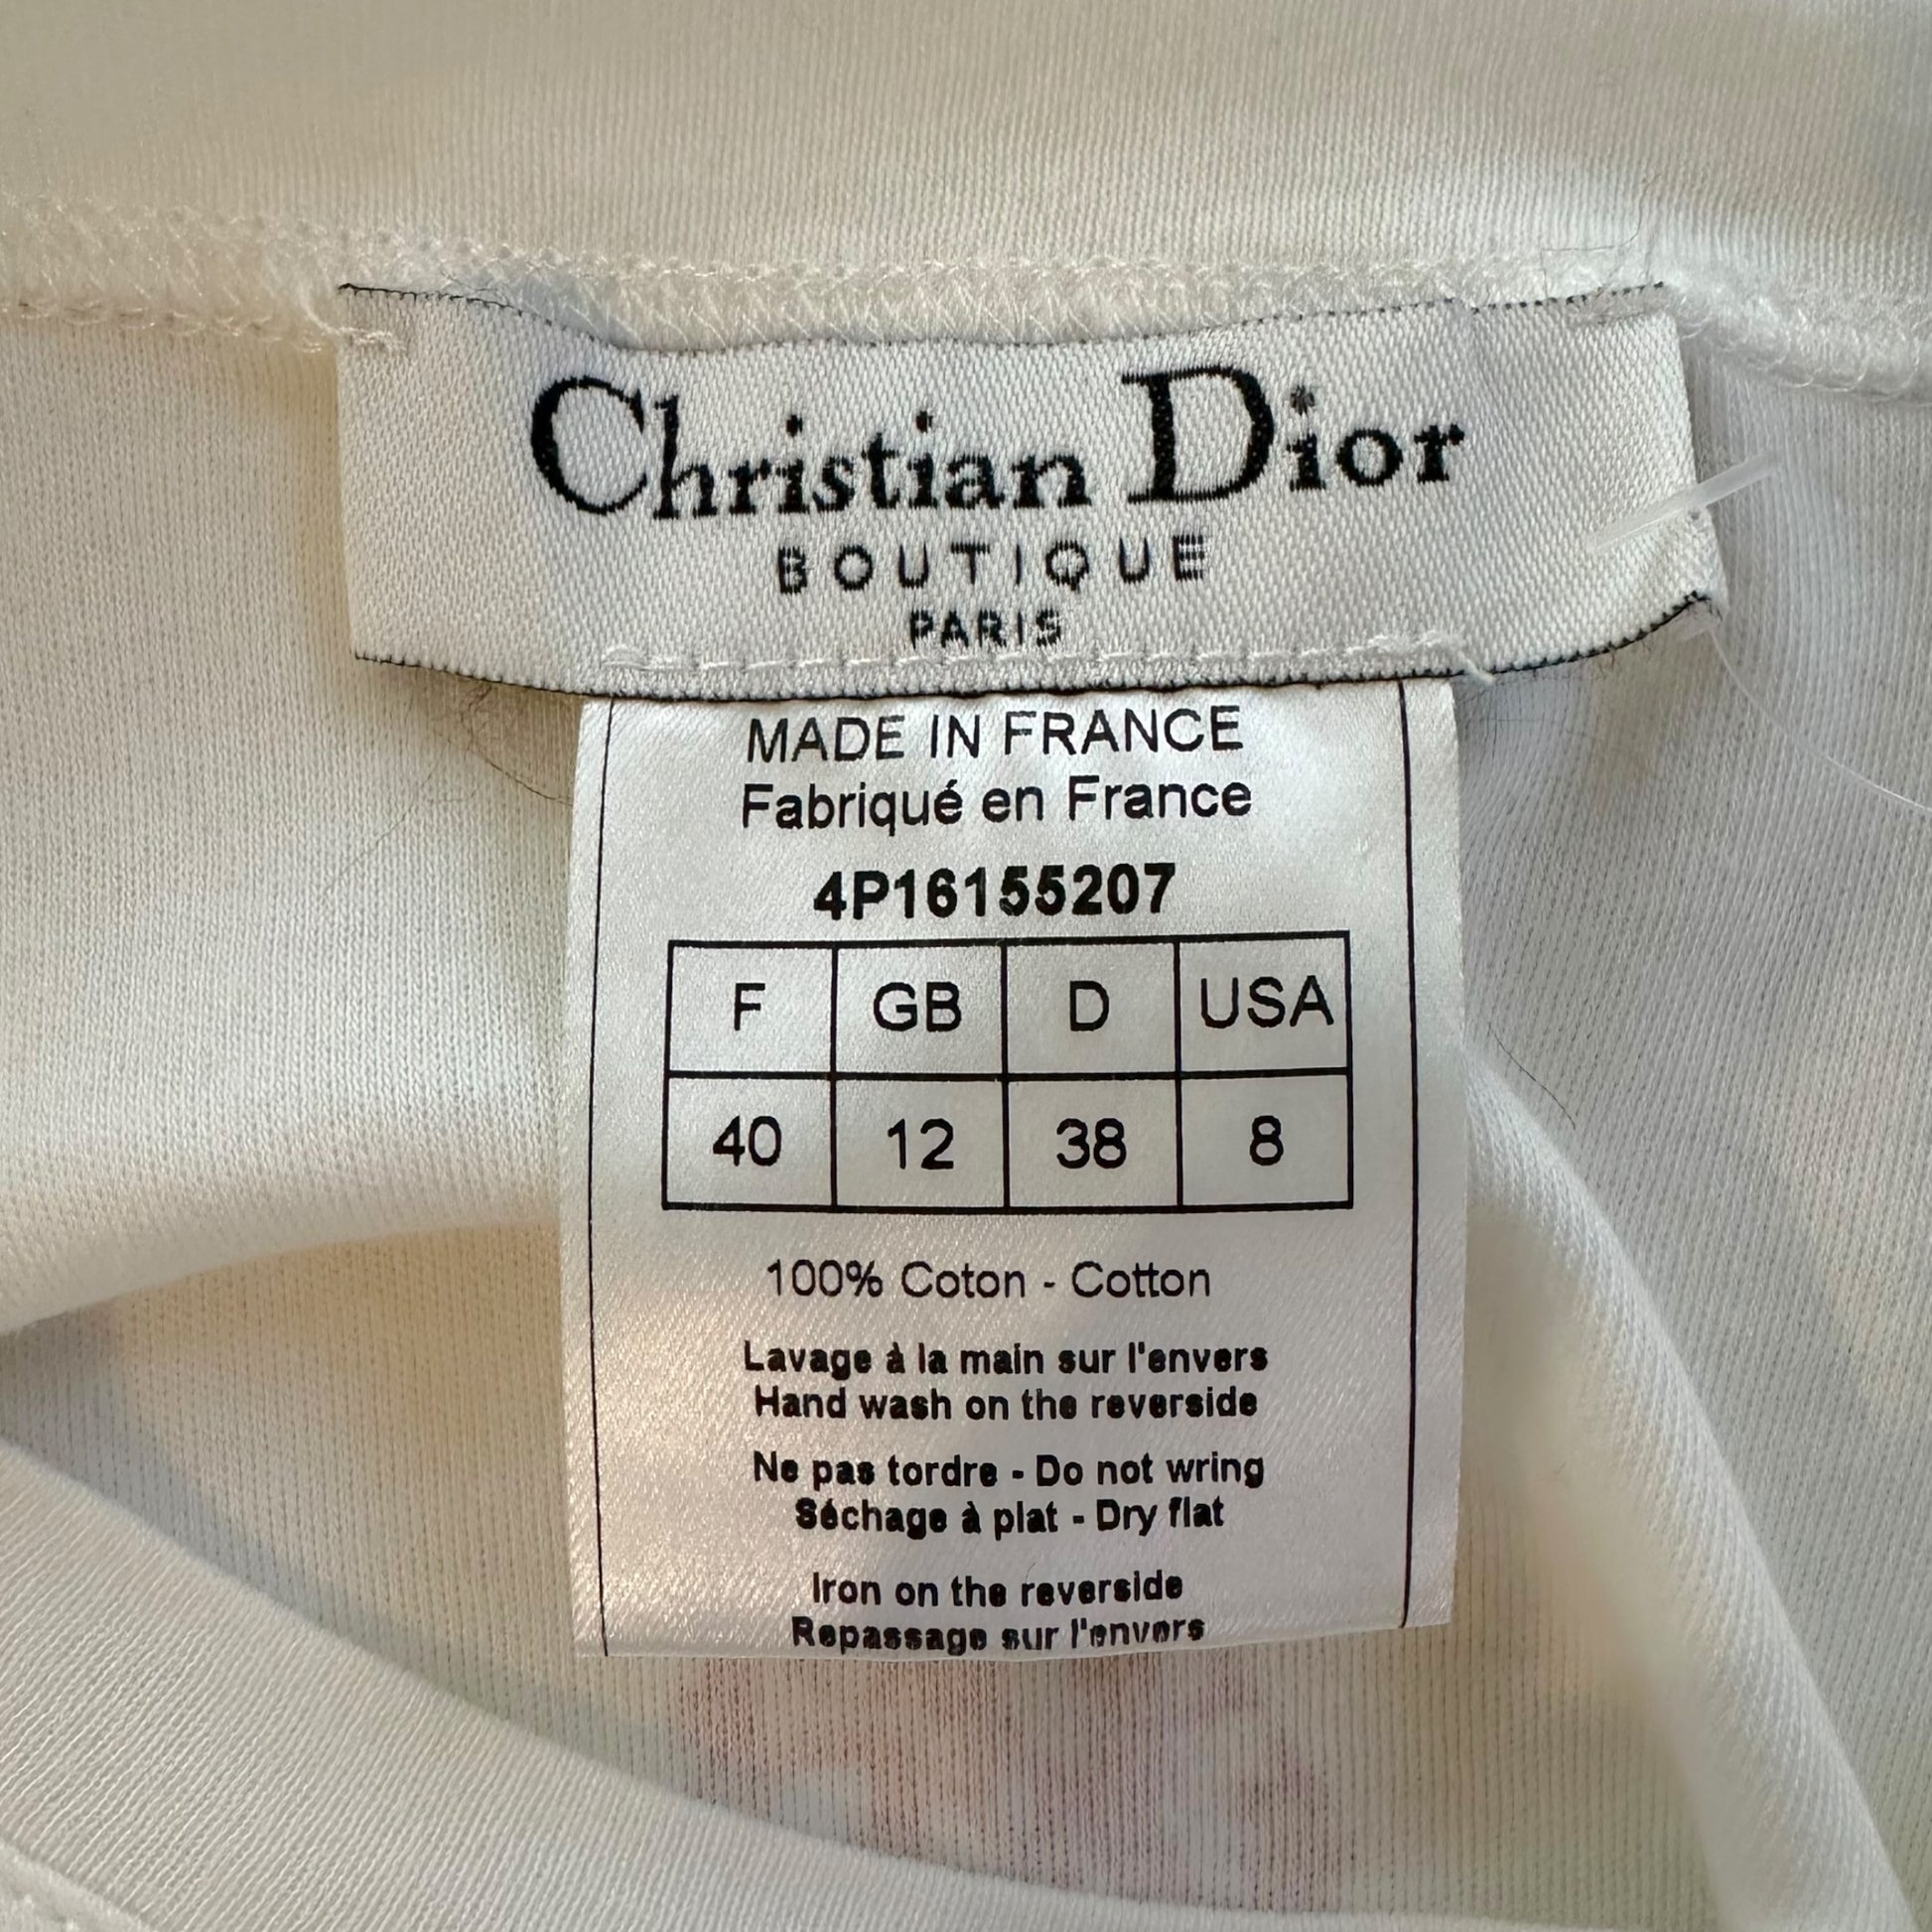 Christian Dior
BOUTIQUE
PARIS
MADE IN FRANCE
Fabriqué en France
4P16155207
F GB D USA
40 12 38 8
100% Coton - Cotton
Lavage à la main sur l'envers
Hand wash on the reverside
Ne pas tordre - Do not wring
Séchage à plat - Dry flat
Iron on the reverside
Repassage sur l'envers